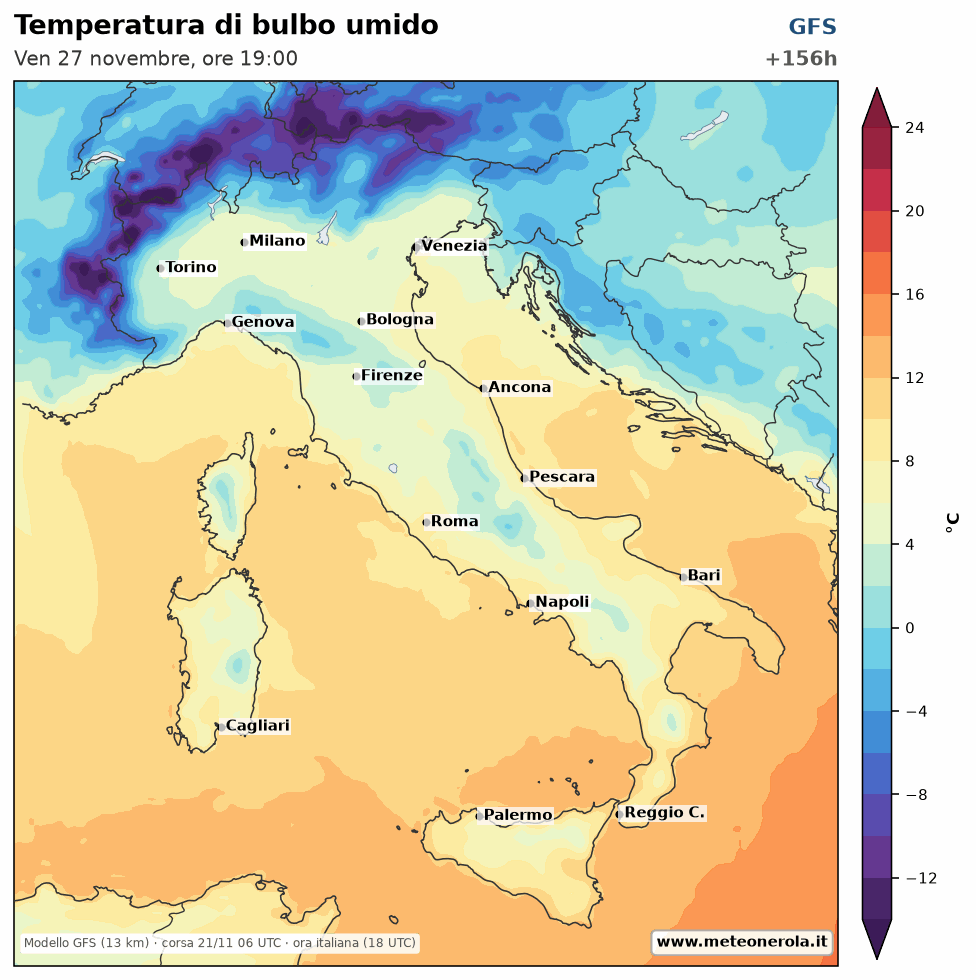 Temperatura di bulbo umido
GFS
Ven 27 novembre, ore 19:00
+156h
Milano
Venezia
Torino
Genova
Bologna
Firenze
Ancona
Pescara
Roma
Bari
Napoli
Cagliari
Palermo
Reggio C.
24
20
16
12
8
4
0
−4
−8
−12
°C
Modello GFS (13 km) · corsa 21/11 06 UTC · ora italiana (18 UTC)
www.meteonerola.it